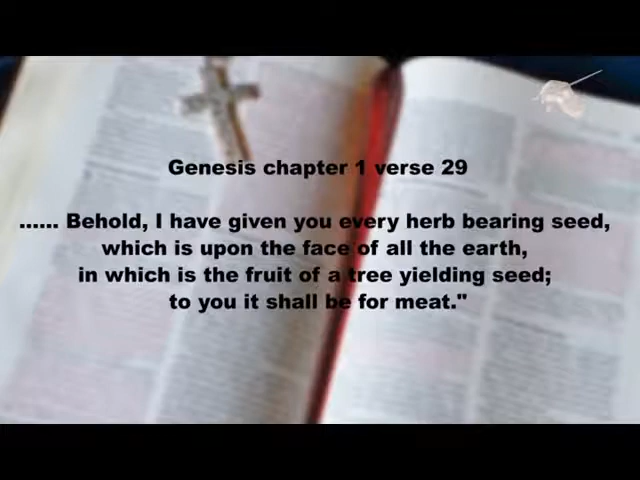 Genesis chapter 1 verse 29
...... Behold, I have given you every herb bearing seed,
which is upon the face of all the earth,
in which is the fruit of a tree yielding seed;
to you it shall be for meat."